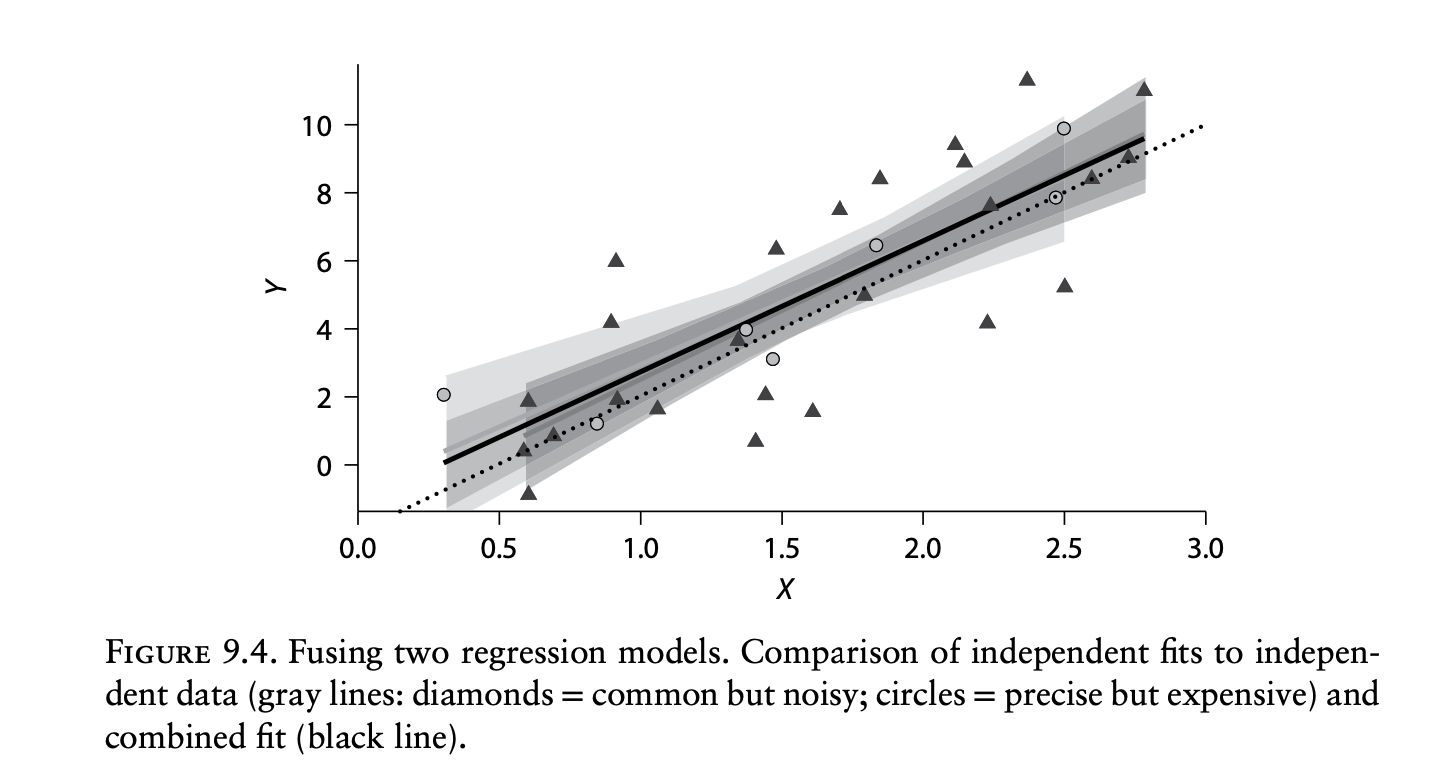 10
8
6
4
2
0
Y
0.0 0.5 1.0 1.5 2.0 2.5 3.0
X
FIGURE 9.4. Fusing two regression models. Comparison of independent fits to indepen-
dent data (gray lines: diamonds = common but noisy; circles = precise but expensive) and
combined fit (black line).